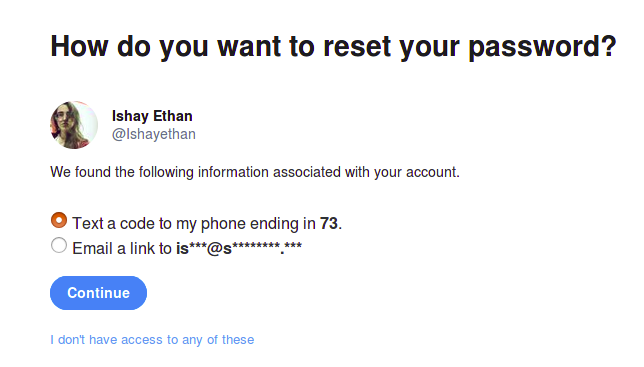 How do you want to reset your password?
Ishay Ethan
@Ishayethan
We found the following information associated with your account.
Text a code to my phone ending in 73.
Email a link to is***@s********.***
Continue
I don't have access to any of these